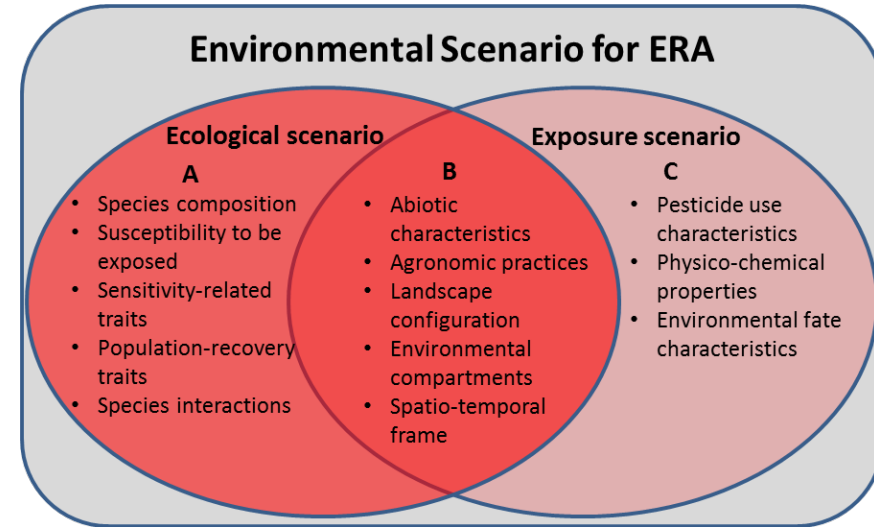 Environmental Scenario for ERA
Ecological scenario
A
• Species composition
• Susceptibility to be
exposed
• Sensitivity-related
traits
• Population-recovery
traits
• Species interactions
B
• Abiotic
characteristics
• Agronomic practices
• Landscape
configuration
• Environmental
compartments
• Spatio-temporal
frame
Exposure scenario
C
• Pesticide use
characteristics
• Physico-chemical
properties
• Environmental fate
characteristics